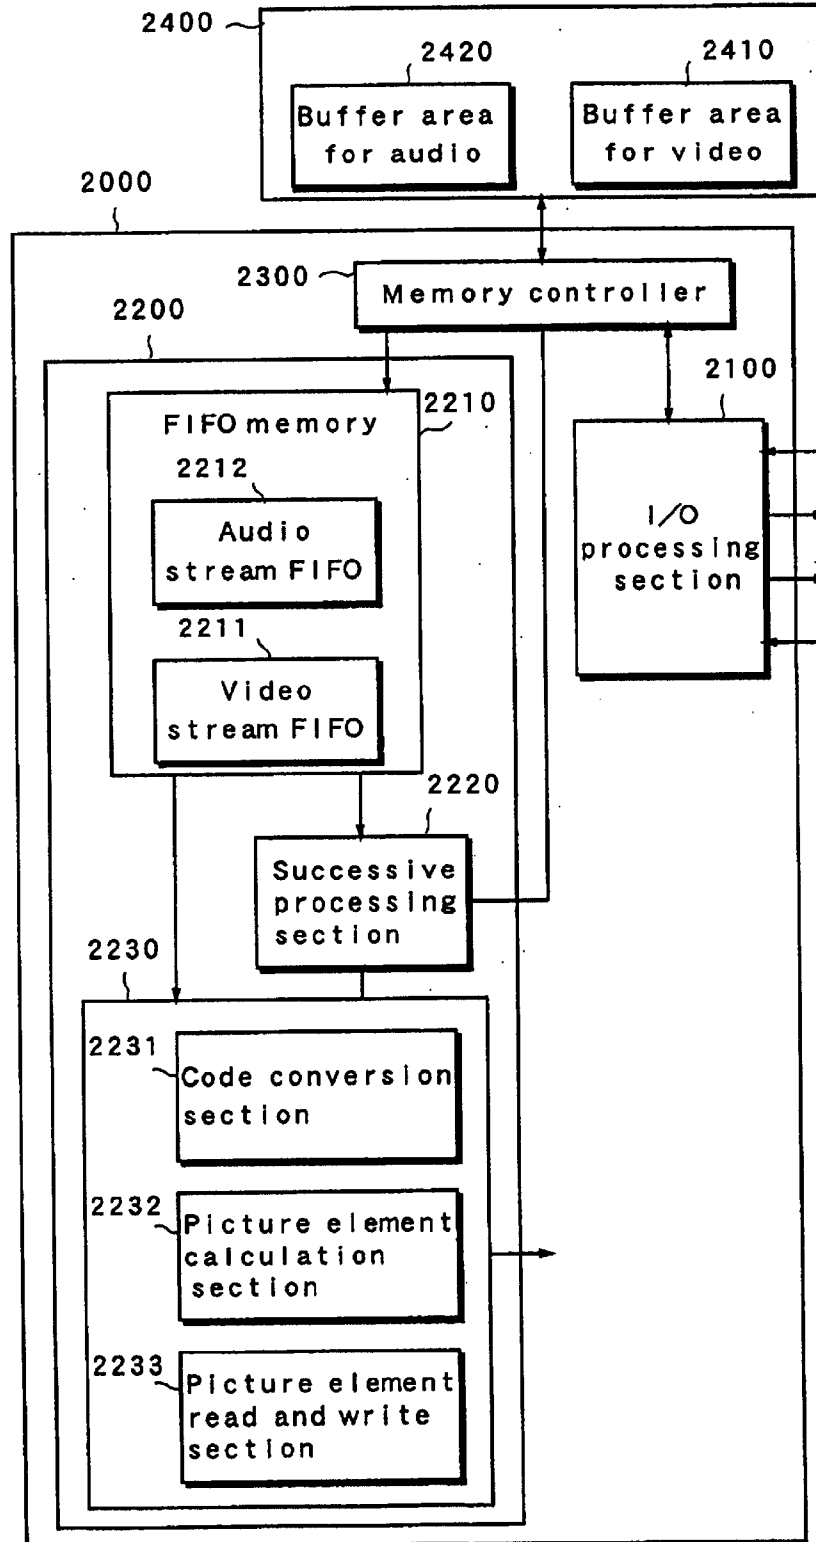 2400
2420
2410
Buffer area
for audio
Buffer area
for video
2000
2300
Memory controller
2200
2100
2210
FIFO memory
2212
Audio
stream FIFO
I/O
processing
section
2211
Video
stream FIFO
2220
Successive
processing
section
2230
2231
Code conversion
section
2232
Picture element
calculation
section
2233
Picture element
read and write
section